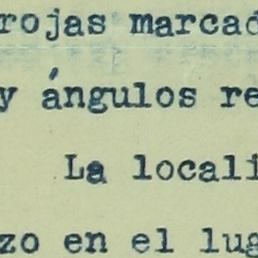 rojas marcad
y ángulos re
La locali
zo en el lug